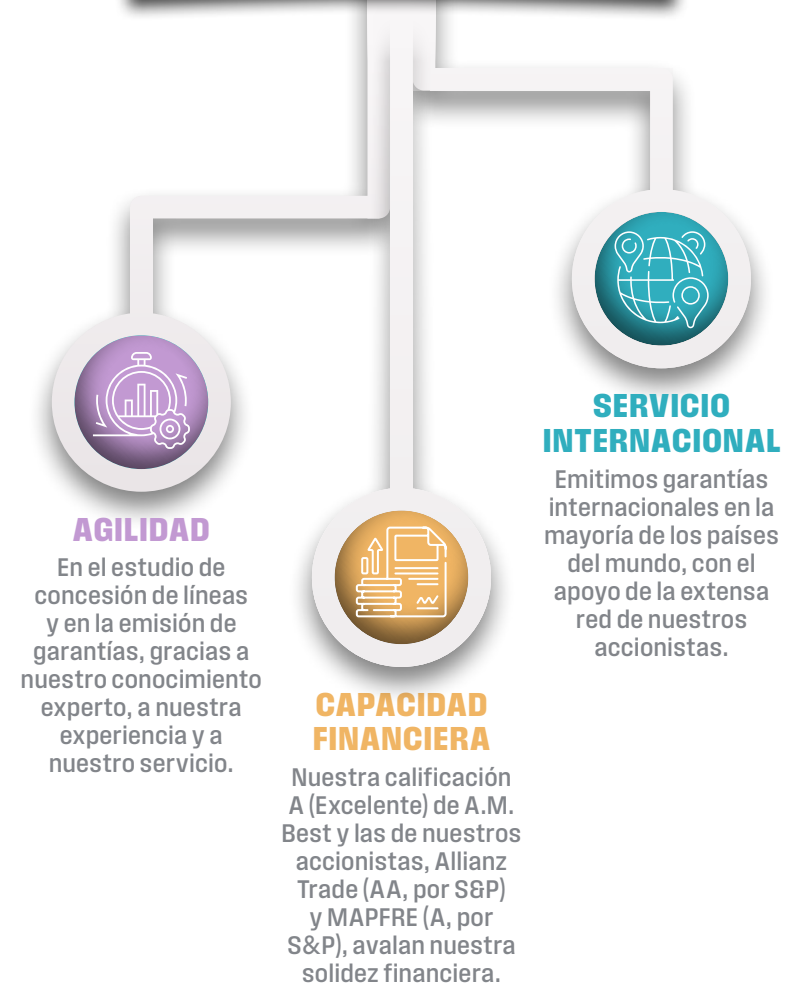 AGILIDAD
En el estudio de
concesión de líneas
y en la emisión de
garantías, gracias a
nuestro conocimiento
experto, a nuestra
experiencia y a
nuestro servicio.
CAPACIDAD
FINANCIERA
Nuestra calificación
A (Excelente) de A.M.
Best y las de nuestros
accionistas, Allianz
Trade (AA, por S&P)
y MAPFRE (A, por
S&P), avalan nuestra
solidez financiera.
SERVICIO
INTERNACIONAL
Emitimos garantías
internacionales en la
mayoría de los países
del mundo, con el
apoyo de la extensa
red de nuestros
accionistas.